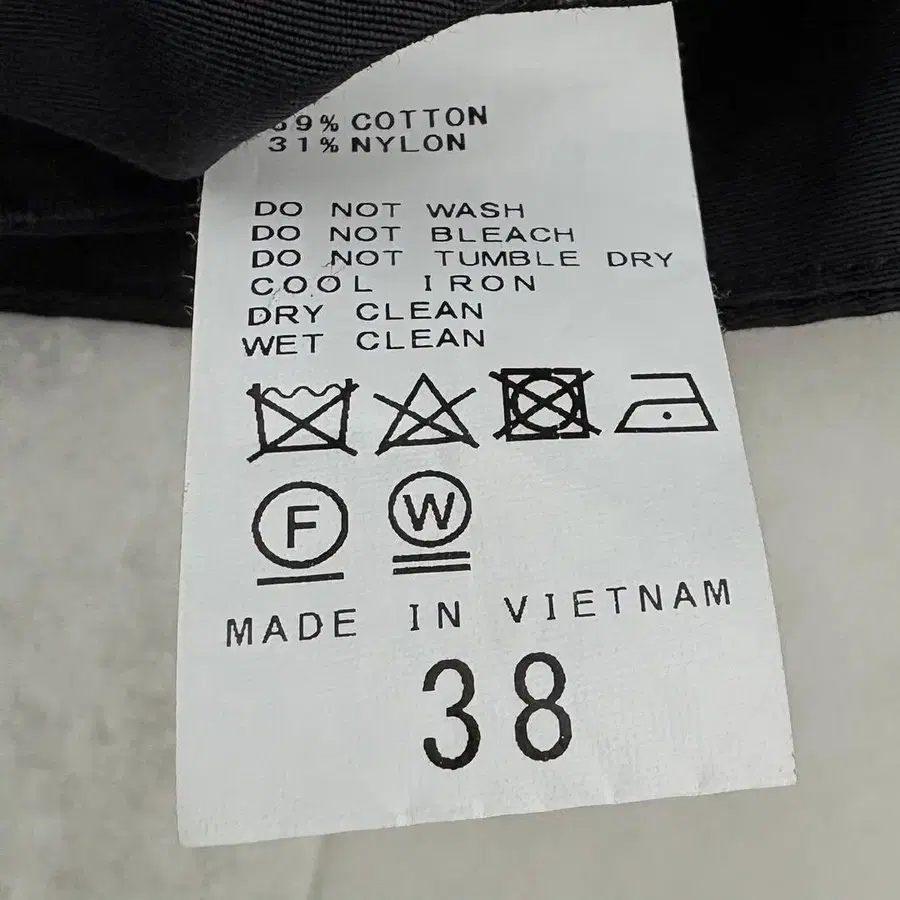 69% COTTON
31% NYLON
DO NOT WASH
DO NOT BLEACH
DO NOT TUMBLE DRY
COOL IRON
DRY CLEAN
WET CLEAN
F W
MADE IN VIETNAM
38